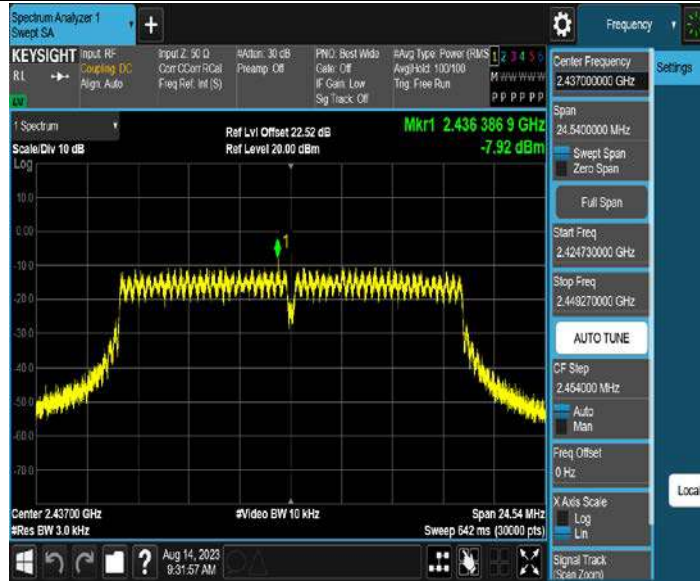 Spectrum Analyzer 1
Swept SA
+
Frequency
KEYSIGHT
RL
Input: RF
Coupling: DC
Align: Auto
Input Z: 50 Ω
Corr CCorr RCal
Freq Ref: Int (S)
#Atten: 30 dB
Preamp: Off
PNO: Best Wide
Gate: Off
IF Gain: Low
Sig Track: Off
#Avg Type: Power (RMS
Avg|Hold: 100/100
Trig: Free Run
1 2 3 4 5 6
M W W W W W
P P P P P P
1 Spectrum
Scale/Div 10 dB
Log
Ref Lvl Offset 22.52 dB
Ref Level 20.00 dBm
Mkr1 2.436 386 9 GHz
-7.92 dBm
10.0
0.00
-10.0
-20.0
-30.0
-40.0
-50.0
-60.0
-70.0
1
Center 2.43700 GHz
#Res BW 3.0 kHz
#Video BW 10 kHz
Span 24.54 MHz
Sweep 642 ms (30000 pts)
?
Aug 14, 2023
9:31:57 AM
Center Frequency
2.437000000 GHz
Settings
Span
24.5400000 MHz
Swept Span
Zero Span
Full Span
Start Freq
2.424730000 GHz
Stop Freq
2.449270000 GHz
AUTO TUNE
CF Step
2.454000 MHz
Auto
Man
Freq Offset
0 Hz
X Axis Scale
Log
Lin
Local
Signal Track
(Span Zoom)